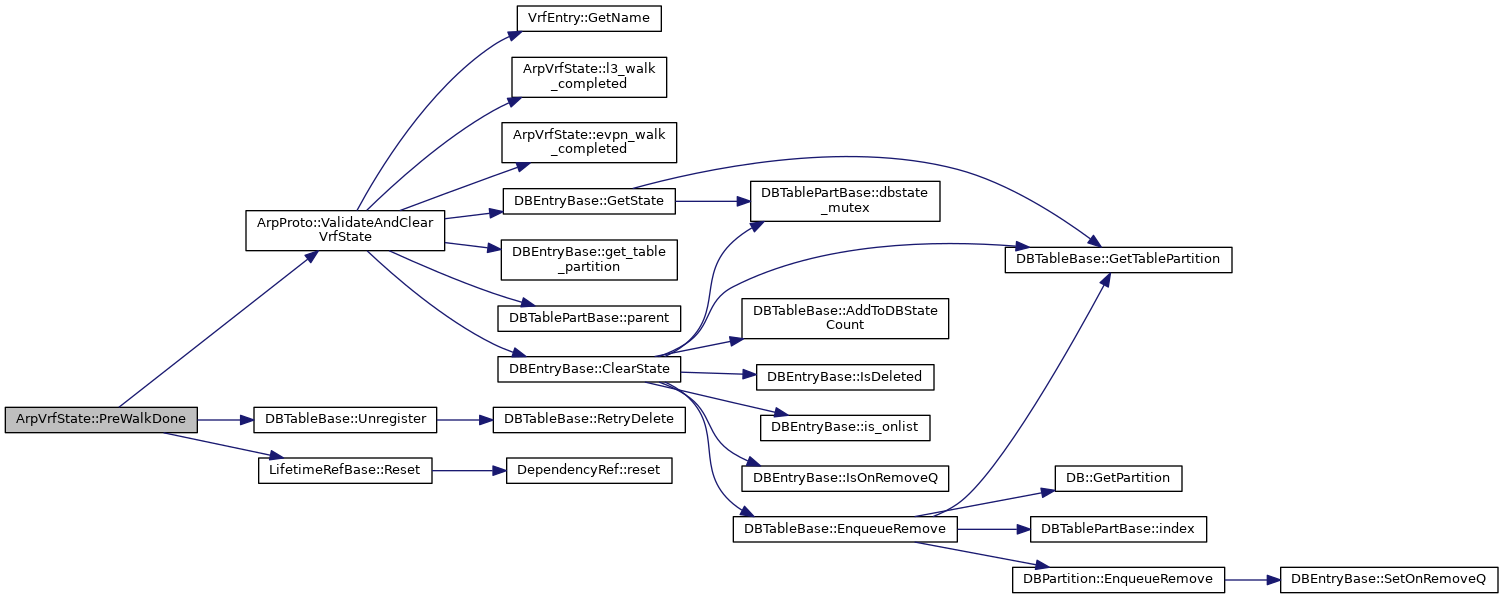 VrfEntry::GetName
ArpVrfState::l3_walk
_completed
ArpVrfState::evpn_walk
_completed
DBEntryBase::GetState
DBTablePartBase::dbstate
_mutex
ArpProto::ValidateAndClear
VrfState
DBEntryBase::get_table
_partition
DBTableBase::GetTablePartition
DBTablePartBase::parent
DBTableBase::AddToDBState
Count
DBEntryBase::ClearState
DBEntryBase::IsDeleted
ArpVrfState::PreWalkDone
DBTableBase::Unregister
DBTableBase::RetryDelete
DBEntryBase::is_onlist
LifetimeRefBase::Reset
DependencyRef::reset
DBEntryBase::IsOnRemoveQ
DB::GetPartition
DBTableBase::EnqueueRemove
DBTablePartBase::index
DBPartition::EnqueueRemove
DBEntryBase::SetOnRemoveQ